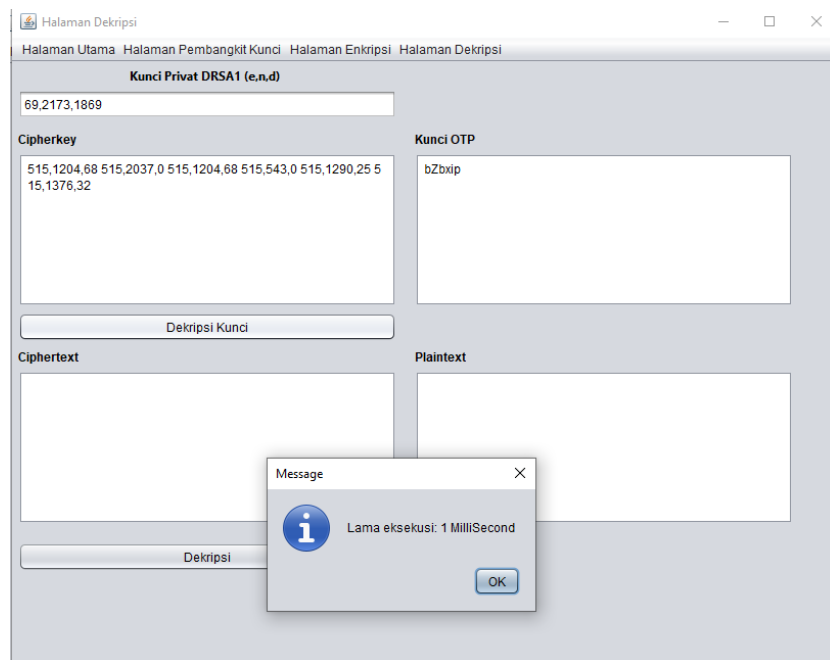 Halaman Dekripsi
Halaman Utama Halaman Pembangkit Kunci Halaman Enkripsi Halaman Dekripsi
Kunci Privat DRSA1 (e,n,d)
69,2173,1869
Cipherkey
Kunci OTP
515,1204,68 515,2037,0 515,1204,68 515,543,0 515,1290,25 5
15,1376,32
bZbxip
Dekripsi Kunci
Ciphertext
Plaintext
Message
Lama eksekusi: 1 MilliSecond
OK
Dekripsi